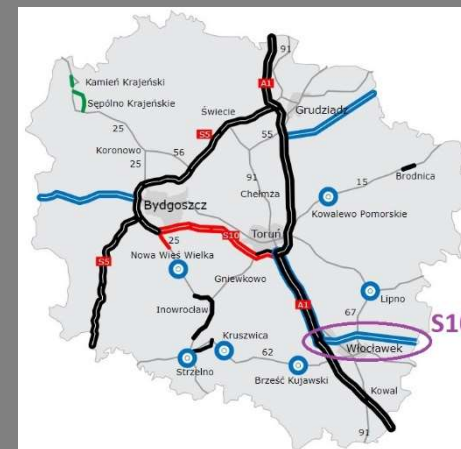 91
Kamień Krajeński
A1
Sępólno Krajeńskie
Świecie
Grudziądz
25
S5
55
Koronowo
56
25
91
15
Brodnica
Chełmża
Bydgoszcz
Kowalewo Pomorskie
Toruń
S10
25
Nowa Wieś Wielka
S5
Gniewkowo
A1
Lipno
Inowrocław
67
S10
Kruszwica
62
Włocławek
Strzelno
Brześć Kujawski
Kowal
91